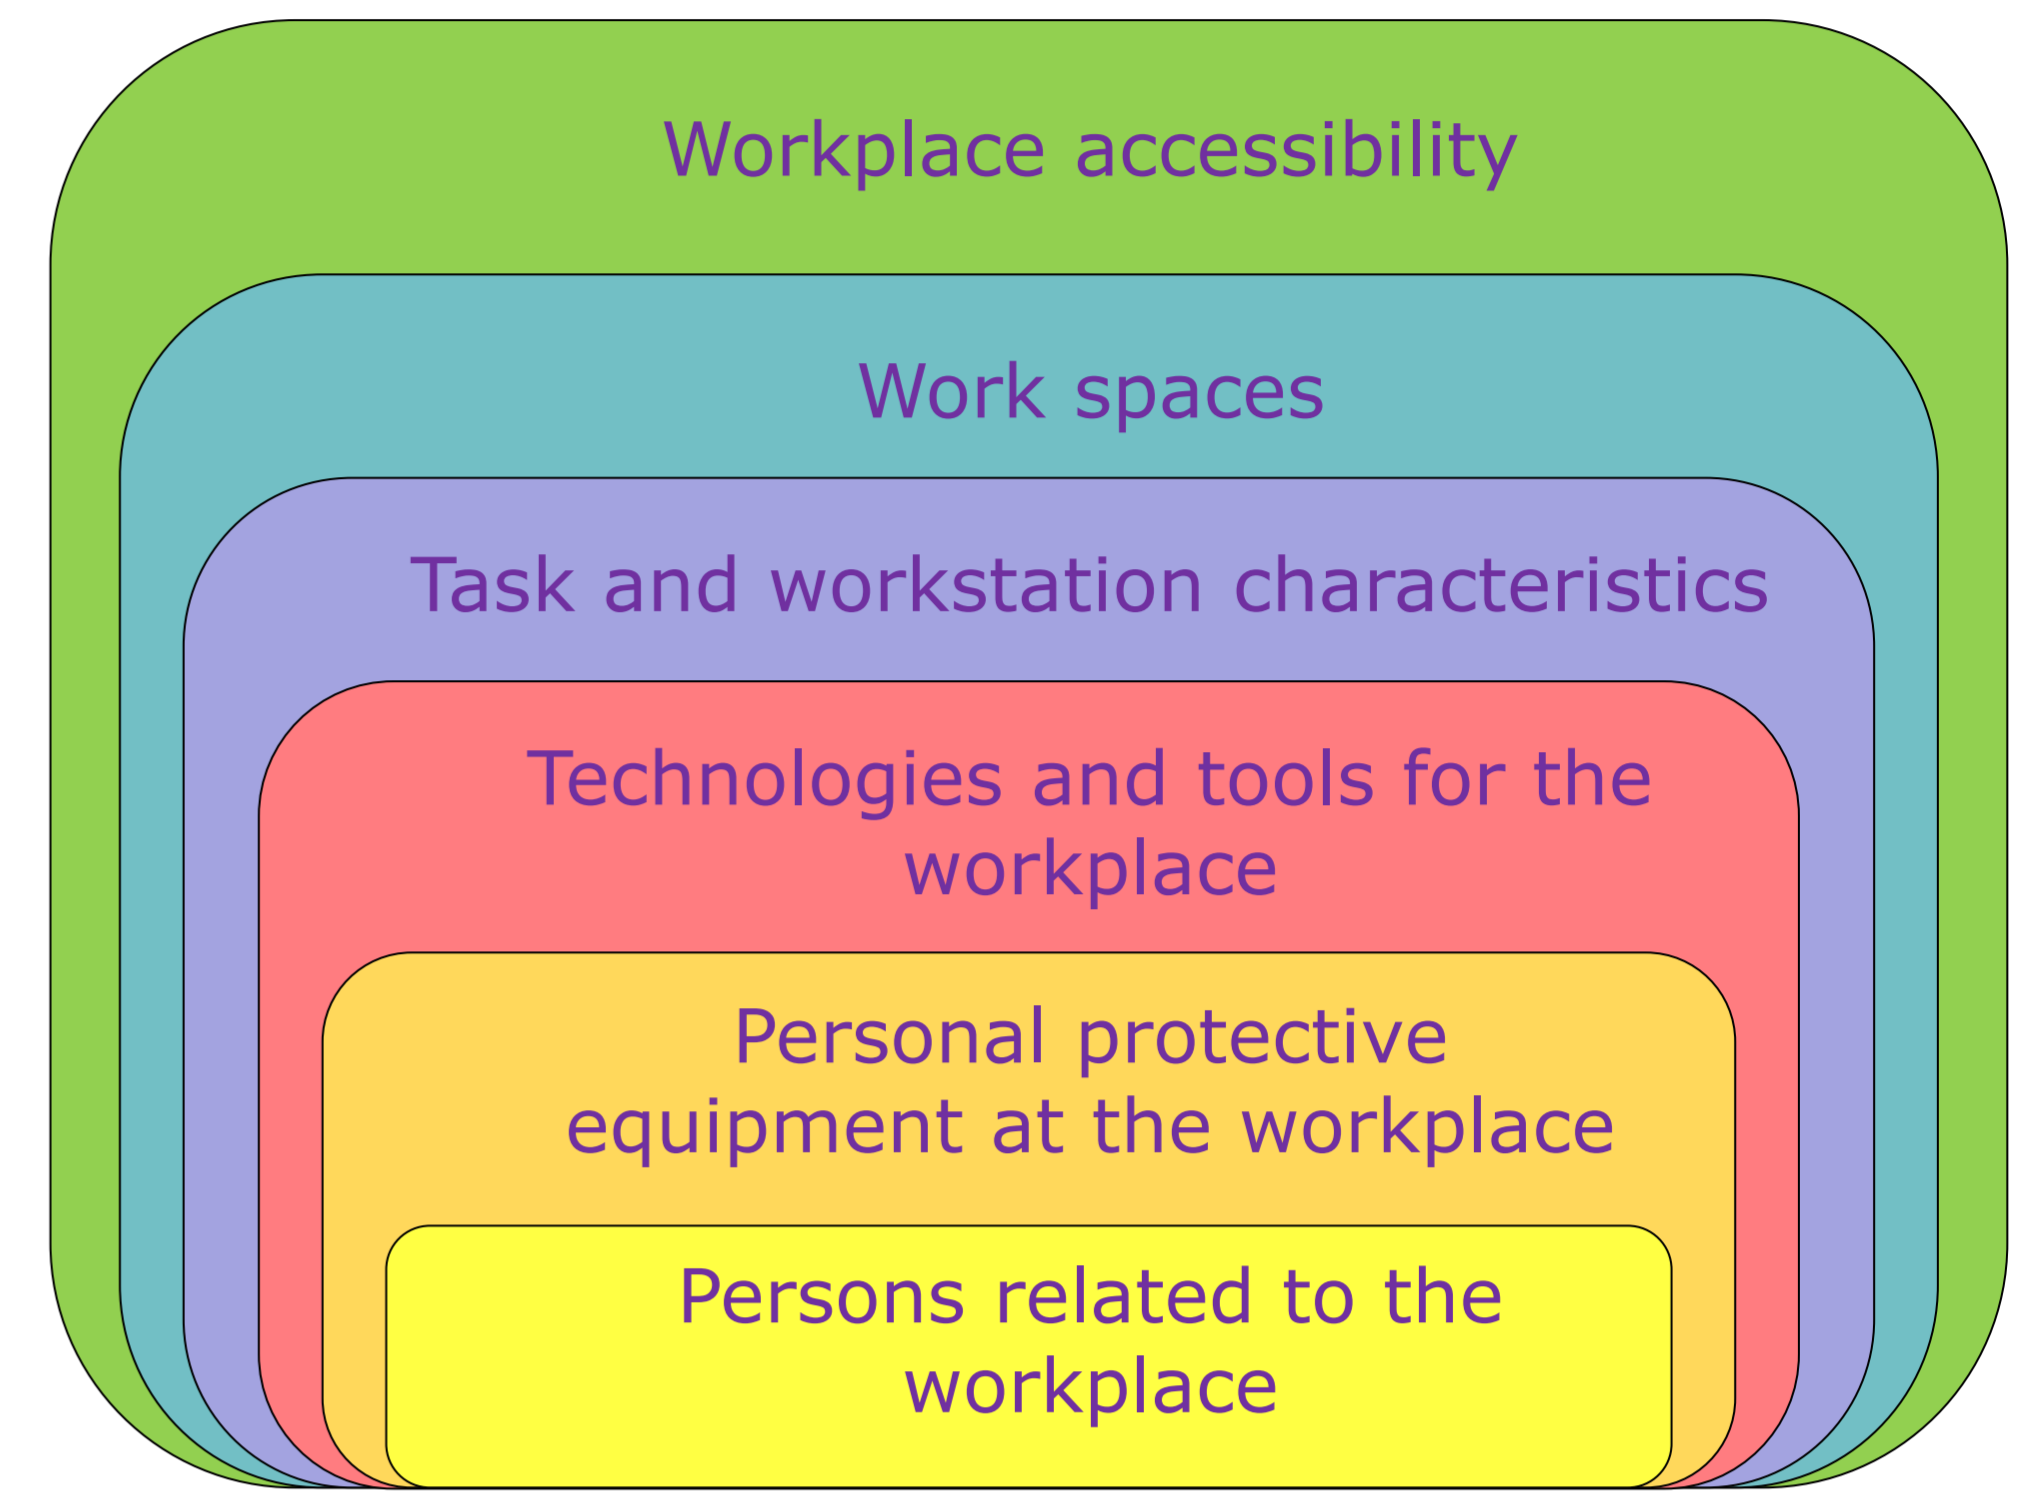 Workplace accessibility
Work spaces
Task and workstation characteristics
Technologies and tools for the
workplace
Personal protective
equipment at the workplace
Persons related to the
workplace